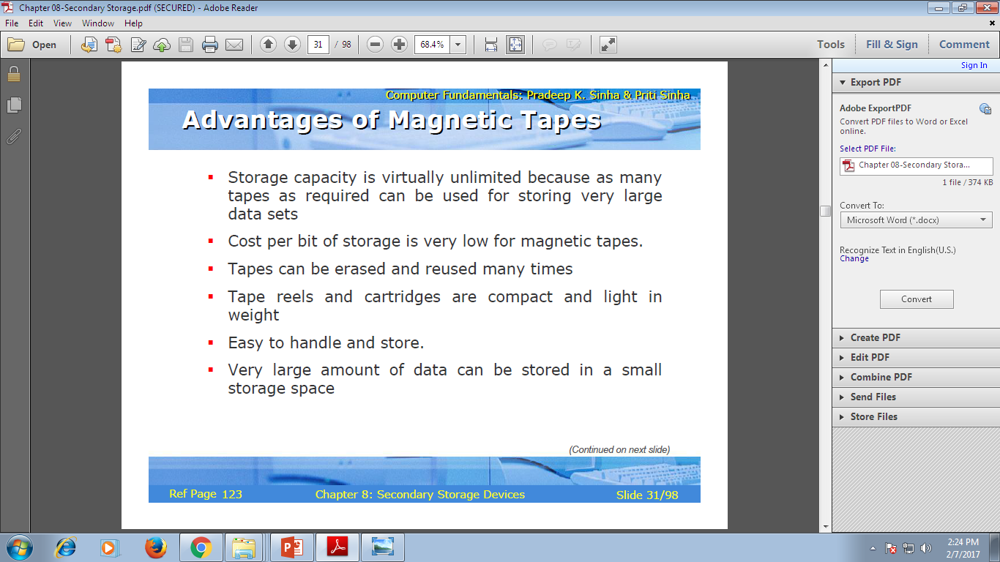 Chapter 08-Secondary Storage.pdf (SECURED) - Adobe Reader
File Edit View Window Help
Open 31 / 98 68.4% Tools Fill & Sign Comment
Sign In
Export PDF
Adobe ExportPDF
Convert PDF files to Word or Excel
online.
Select PDF File:
Chapter 08-Secondary Stora...
1 file / 374 KB
Convert To:
Microsoft Word (*.docx)
Recognize Text in English(U.S.)
Change
Convert
Create PDF
Edit PDF
Combine PDF
Send Files
Store Files
Computer Fundamentals: Pradeep K. Sinha & Priti Sinha
Advantages of Magnetic Tapes
▪ Storage capacity is virtually unlimited because as many
tapes as required can be used for storing very large
data sets
▪ Cost per bit of storage is very low for magnetic tapes.
▪ Tapes can be erased and reused many times
▪ Tape reels and cartridges are compact and light in
weight
▪ Easy to handle and store.
▪ Very large amount of data can be stored in a small
storage space
(Continued on next slide)
Ref Page 123 Chapter 8: Secondary Storage Devices Slide 31/98
2:24 PM
2/7/2017